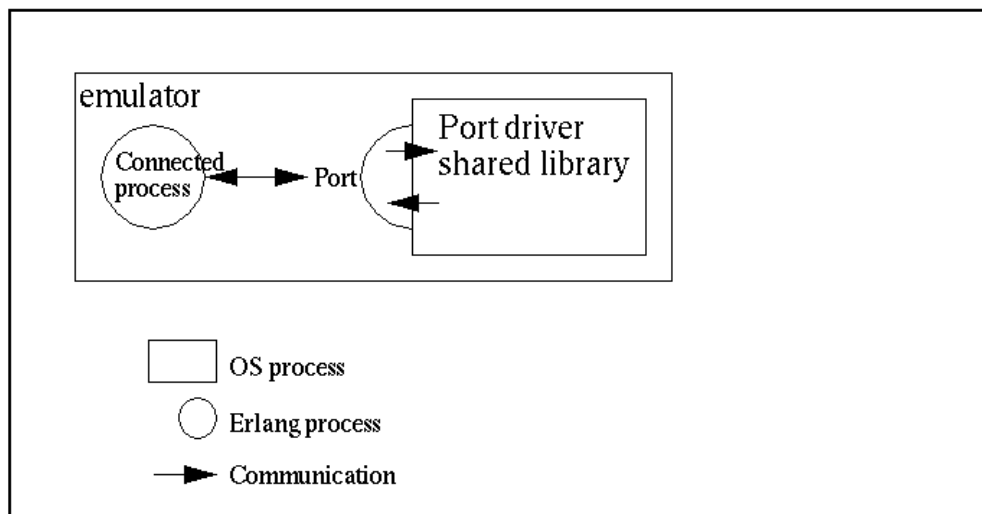 emulator
Connected
process
Port
Port driver
shared library
OS process
Erlang process
Communication